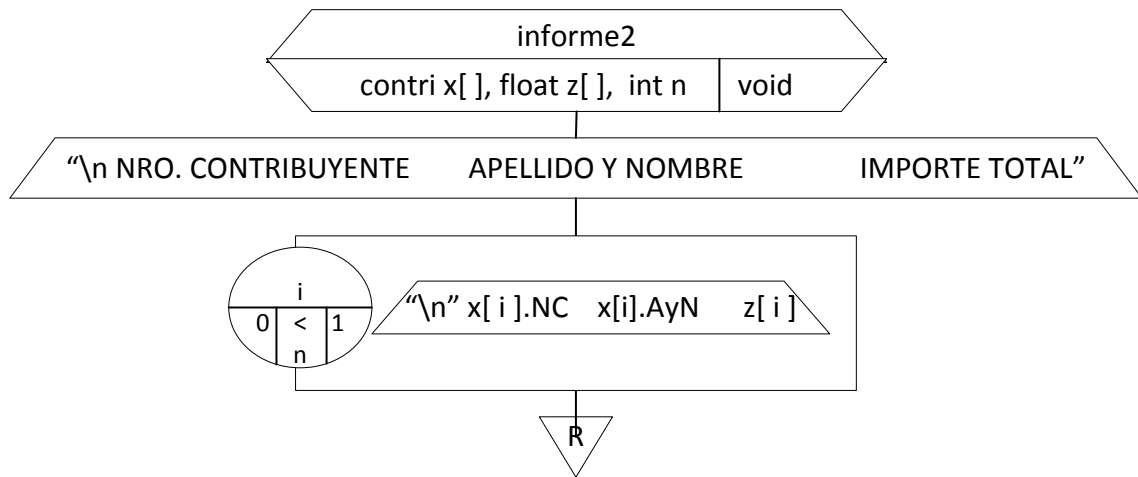 informe2
contri x[ ], float z[ ], int n void
“\n NRO. CONTRIBUYENTE APELLIDO Y NOMBRE IMPORTE TOTAL”
i
0 < 1
n
“\n” x[ i ].NC x[i].AyN z[ i ]
R